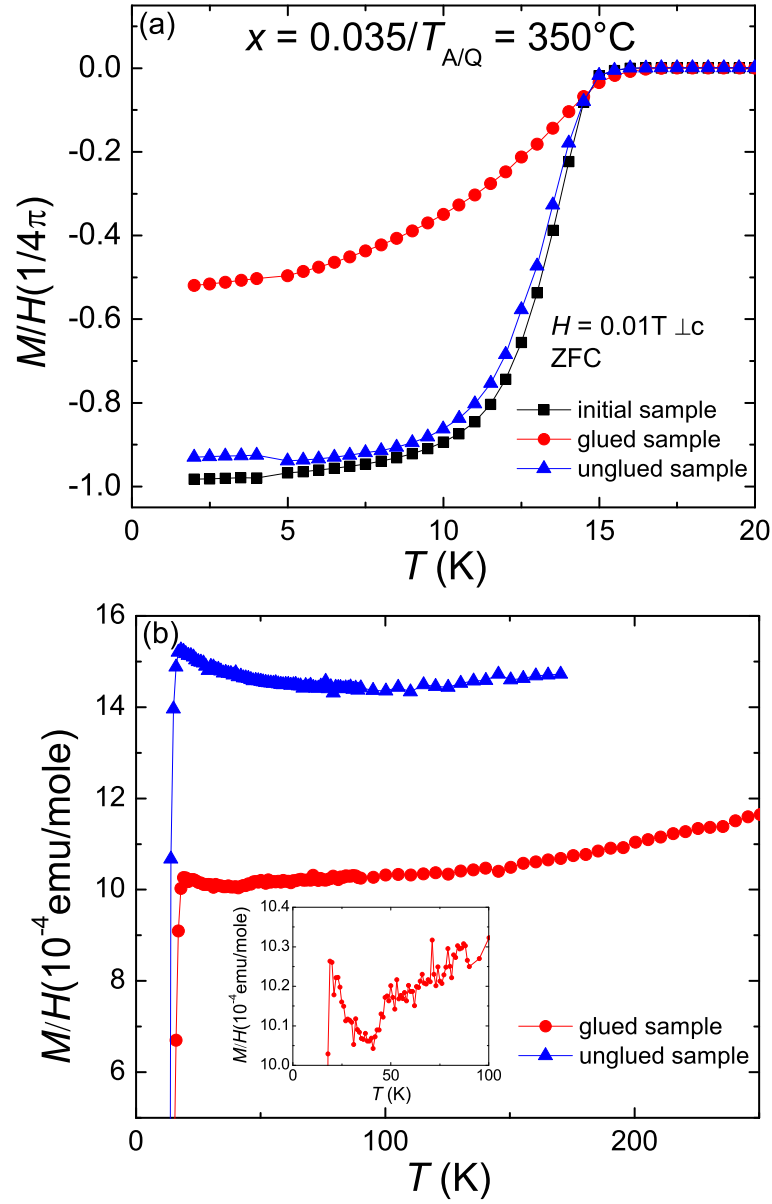 (a)
x = 0.035/T_A/Q = 350°C
0.0
-0.2
-0.4
-0.6
-0.8
-1.0
M/H(1/4π)
H = 0.01T ⊥c
ZFC
initial sample
glued sample
unglued sample
0 5 10 15 20
T (K)
(b)
16
14
12
10
8
6
M/H(10⁻⁴emu/mole)
10.4
10.3
10.2
10.1
10.0
M/H(10⁻⁴emu/mole)
0 50 100
T (K)
glued sample
unglued sample
0 100 200
T (K)